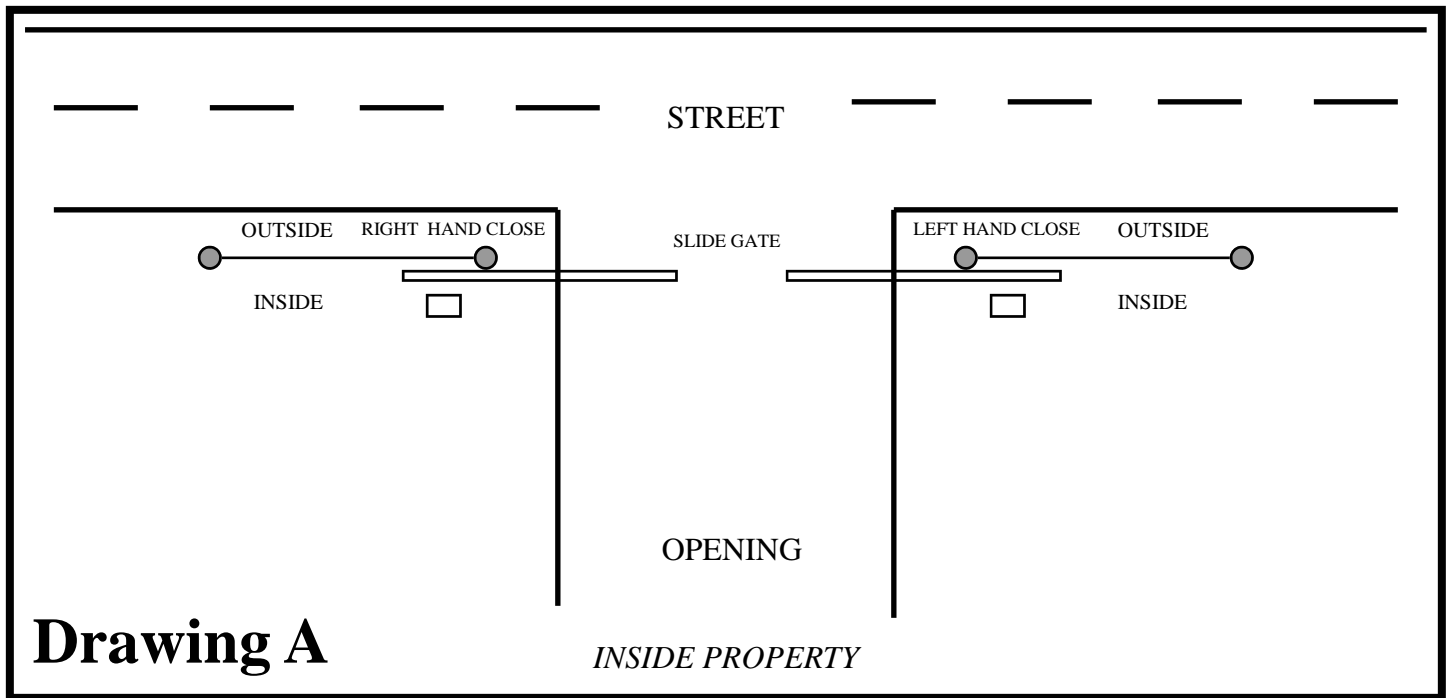 STREET
OUTSIDE RIGHT HAND CLOSE
LEFT HAND CLOSE OUTSIDE
SLIDE GATE
INSIDE
INSIDE
OPENING
Drawing A
INSIDE PROPERTY